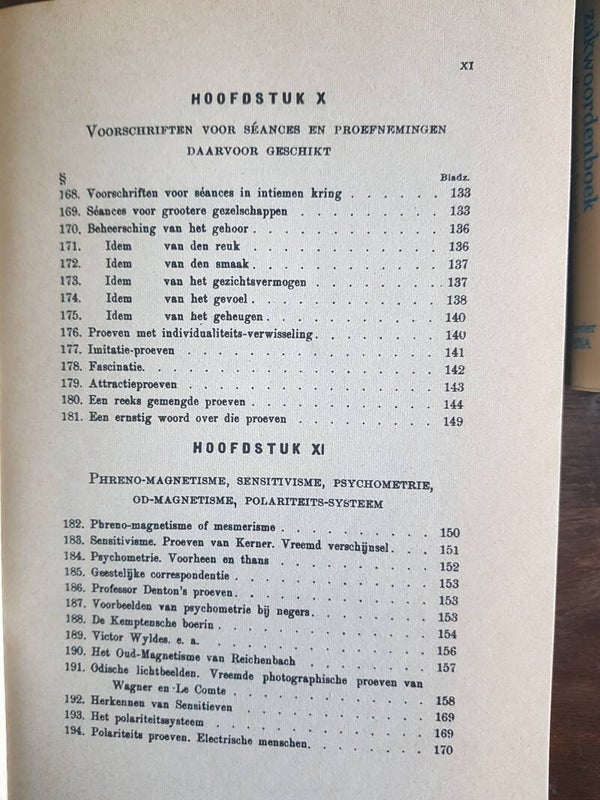 XI
HOOFDSTUK X
VOORSCHRIFTEN VOOR SÉANCES EN PROEFNEMINGEN
DAARVOOR GESCHIKT
§ Bladz.
168. Voorschriften voor séances in intiemen kring . . . . . . 133
169. Séances voor grootere gezelschappen . . . . . . . . 133
170. Beheersching van het gehoor . . . . . . . . . 136
171. Idem van den reuk . . . . . . . . . . 136
172. Idem van den smaak . . . . . . . . . . 137
173. Idem van het gezichtsvermogen . . . . . . . 137
174. Idem van het gevoel . . . . . . . . . . 138
175. Idem van het geheugen . . . . . . . . . 140
176. Proeven met individualiteits-verwisseling . . . . . . . 140
177. Imitatie-proeven . . . . . . . . . . . . . 141
178. Fascinatie . . . . . . . . . . . . . . . 142
179. Attractieproeven . . . . . . . . . . . . . 143
180. Een reeks gemengde proeven . . . . . . . . . . 144
181. Een ernstig woord over die proeven . . . . . . . . 149
HOOFDSTUK XI
PHRENO-MAGNETISME, SENSITIVISME, PSYCHOMETRIE,
OD-MAGNETISME, POLARITEITS-SYSTEEM
182. Phreno-magnetisme of mesmerisme . . . . . . . . 150
183. Sensitivisme. Proeven van Kerner. Vreemd verschijnsel . . . 151
184. Psychometrie. Voorheen en thans . . . . . . . . . 152
185. Geestelijke correspondentie . . . . . . . . . . . 153
186. Professor Denton's proeven . . . . . . . . . . . 153
187. Voorbeelden van psychometrie bij negers . . . . . . . 153
188. De Kemptensche boerin . . . . . . . . . . . . 154
189. Victor Wyldes. e. a. . . . . . . . . . . . . 156
190. Het Oud-Magnetisme van Reichenbach . . . . . . . . 157
191. Odische lichtbeelden. Vreemde photographische proeven van
Wagner en Le Comte . . . . . . . . . . . 158
192. Herkennen van Sensitieven . . . . . . . . . . . 169
193. Het polariteitssysteem . . . . . . . . . . . . 169
194. Polariteits proeven. Electrische menschen . . . . . . . 170
zakwoordenboek